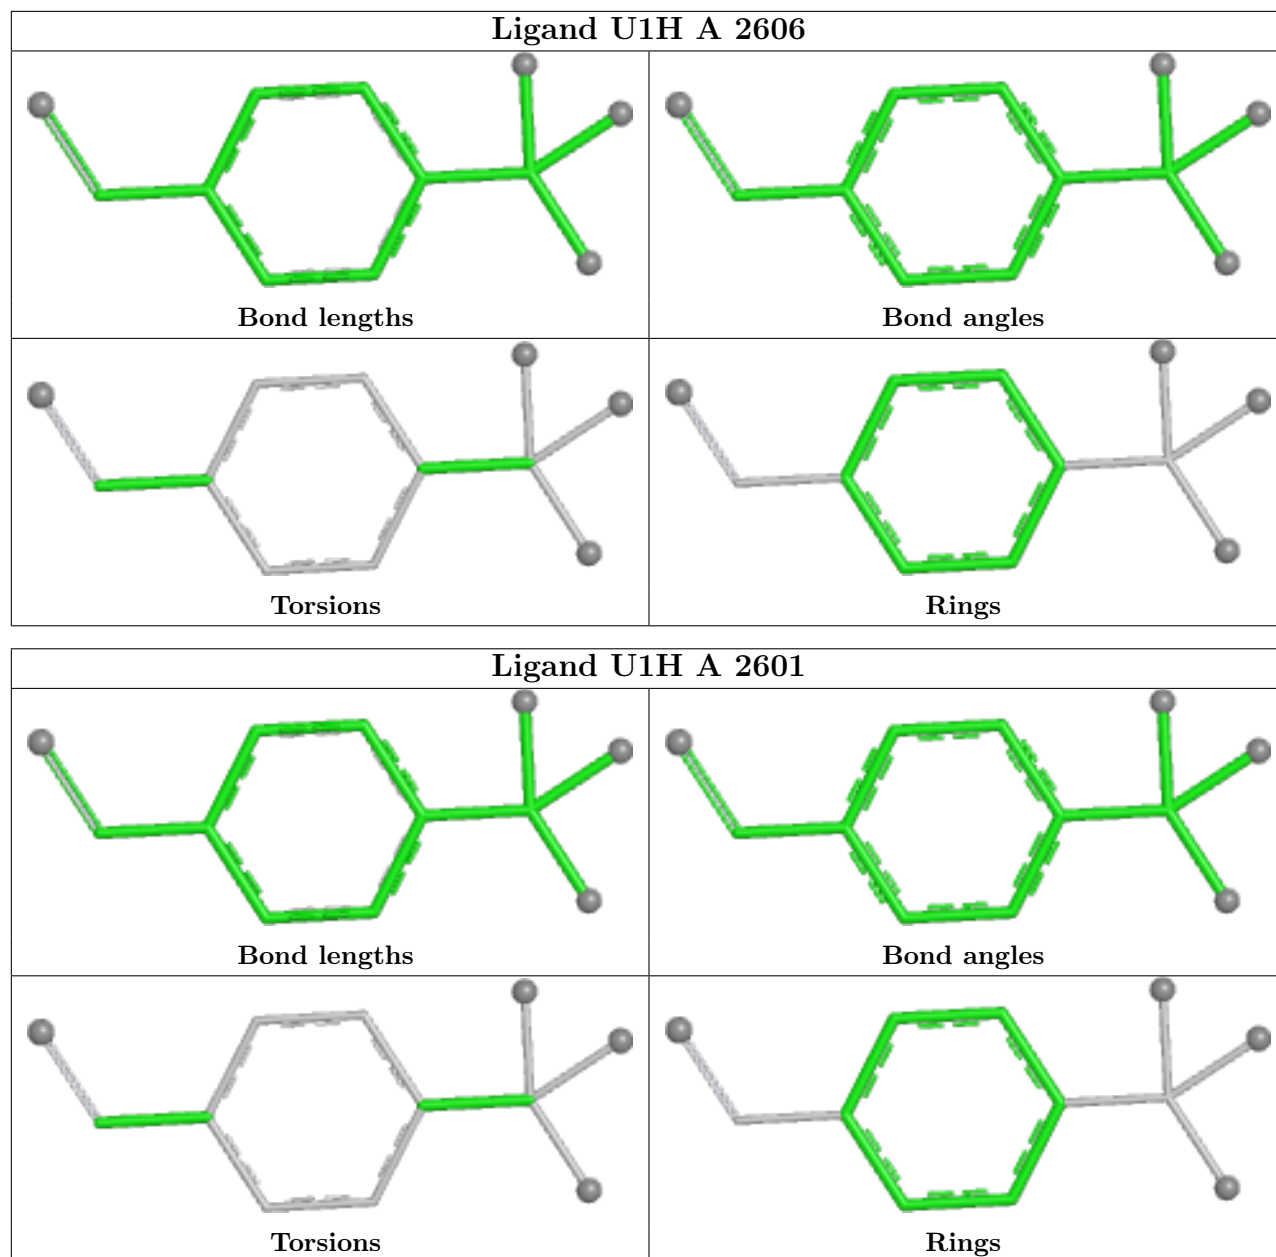 Ligand U1H A 2606
Bond lengths
Bond angles
Torsions
Rings
Ligand U1H A 2601
Bond lengths
Bond angles
Torsions
Rings